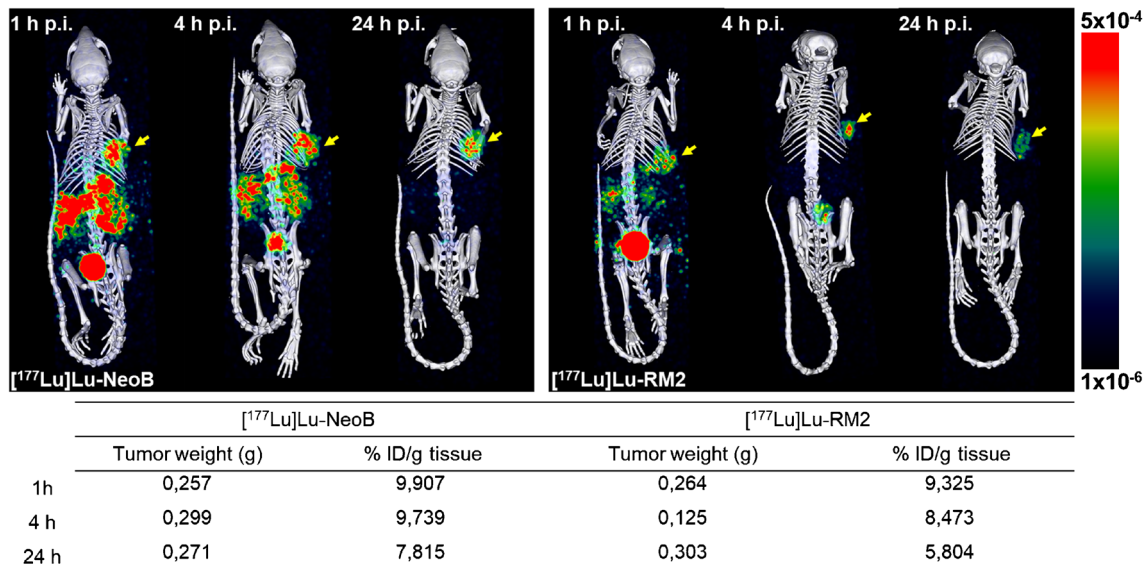 1 h p.i. 4 h p.i. 24 h p.i. 1 h p.i. 4 h p.i. 24 h p.i. 5x10⁻⁴
[¹⁷⁷Lu]Lu-NeoB [¹⁷⁷Lu]Lu-RM2 1x10⁻⁶
[¹⁷⁷Lu]Lu-NeoB [¹⁷⁷Lu]Lu-RM2
Tumor weight (g) % ID/g tissue Tumor weight (g) % ID/g tissue
1h 0,257 9,907 0,264 9,325
4 h 0,299 9,739 0,125 8,473
24 h 0,271 7,815 0,303 5,804